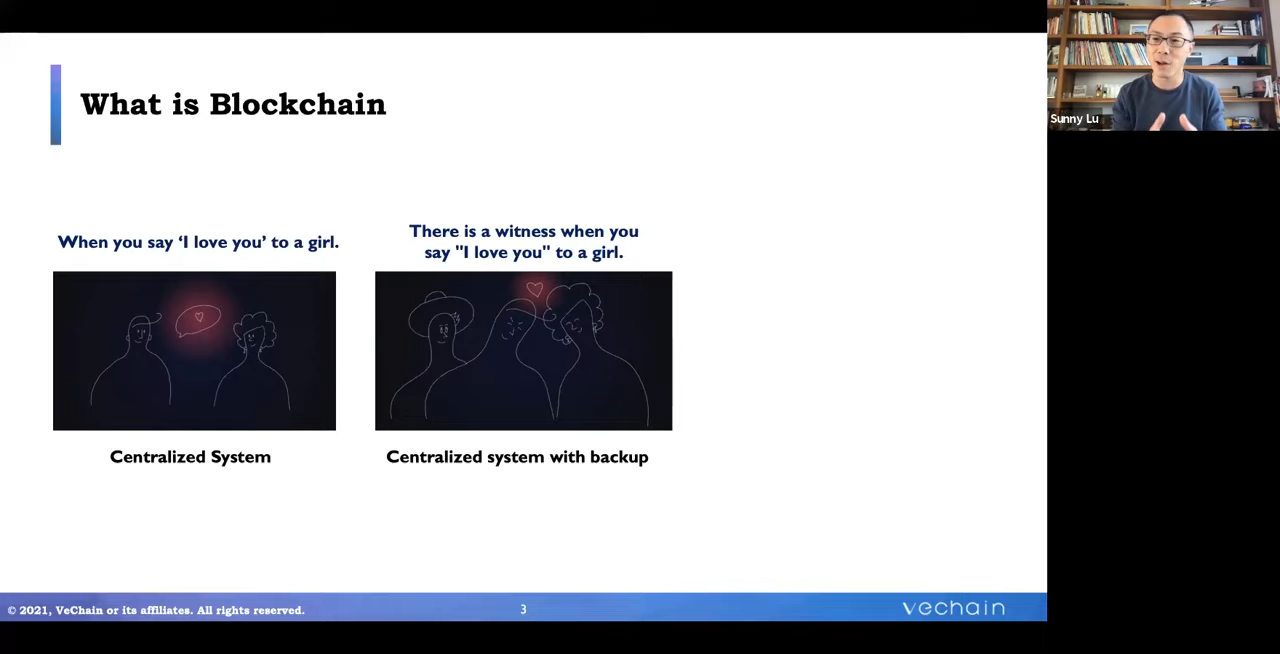 What is Blockchain
Sunny Lu
When you say ‘I love you’ to a girl.
There is a witness when you
say "I love you" to a girl.
Centralized System
Centralized system with backup
© 2021, VeChain or its affiliates. All rights reserved.
3
vechain